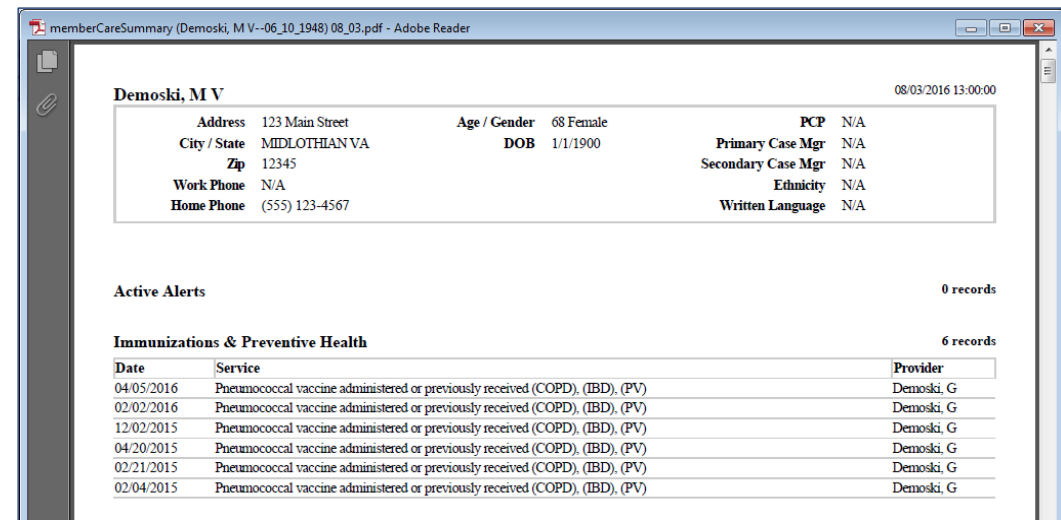 memberCareSummary (Demoski, M V--06_10_1948) 08_03.pdf - Adobe Reader
Demoski, M V 08/03/2016 13:00:00
Address 123 Main Street Age / Gender 68 Female PCP N/A
City / State MIDLOTHIAN VA DOB 1/1/1900 Primary Case Mgr N/A
Zip 12345 Secondary Case Mgr N/A
Work Phone N/A Ethnicity N/A
Home Phone (555) 123-4567 Written Language N/A
Active Alerts 0 records
Immunizations & Preventive Health 6 records
Date Service Provider
04/05/2016 Pneumococcal vaccine administered or previously received (COPD), (IBD), (PV) Demoski, G
02/02/2016 Pneumococcal vaccine administered or previously received (COPD), (IBD), (PV) Demoski, G
12/02/2015 Pneumococcal vaccine administered or previously received (COPD), (IBD), (PV) Demoski, G
04/20/2015 Pneumococcal vaccine administered or previously received (COPD), (IBD), (PV) Demoski, G
02/21/2015 Pneumococcal vaccine administered or previously received (COPD), (IBD), (PV) Demoski, G
02/04/2015 Pneumococcal vaccine administered or previously received (COPD), (IBD), (PV) Demoski, G